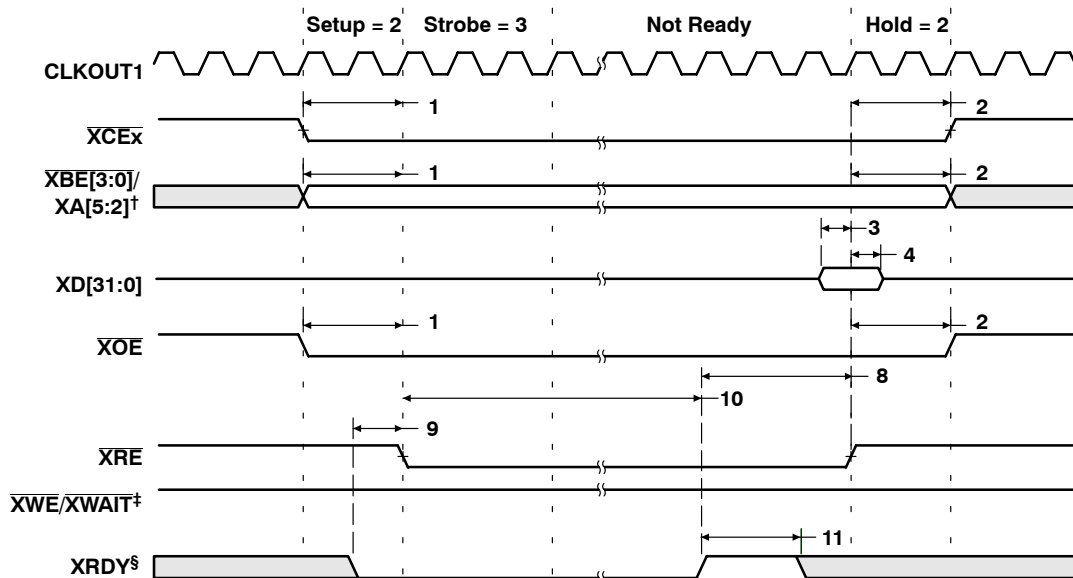 Setup = 2 Strobe = 3 Not Ready Hold = 2
CLKOUT1
1 2
XCEx
1 2
XBE[3:0]/
XA[5:2]†
3
4
XD[31:0]
1 2
XOE
8
10
9
XRE
XWE/XWAIT‡
11
XRDY§